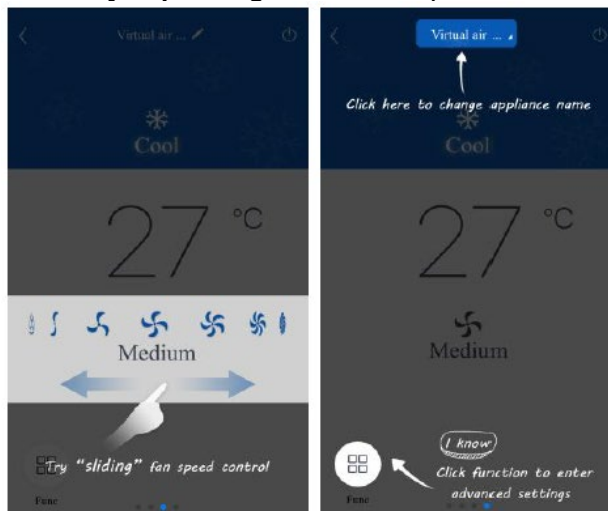 Virtual air ...
Cool
27 °C
Medium
Try "sliding" fan speed control
Func
Virtual air ...
Click here to change appliance name
Cool
27 °C
Medium
I know
Click function to enter
advanced settings
Func